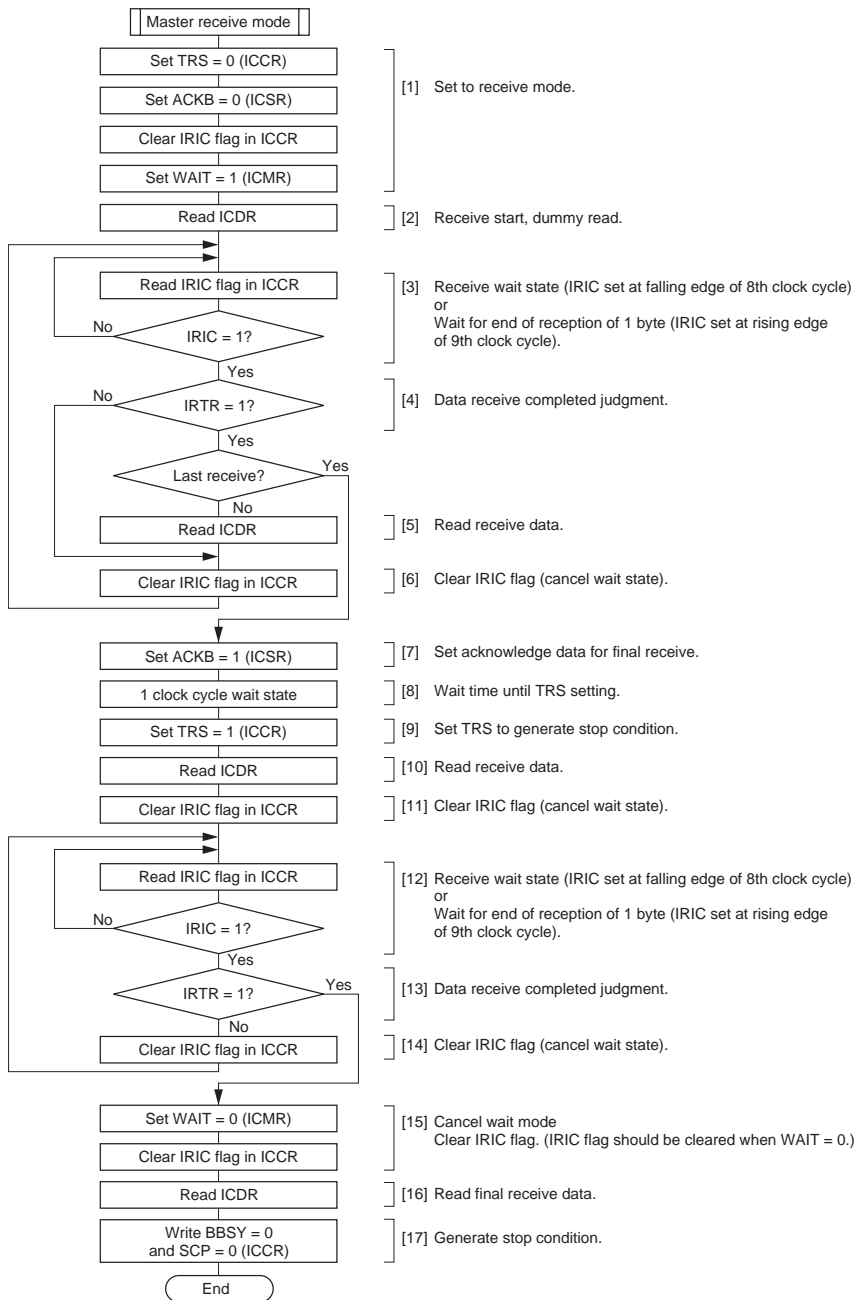 Master receive mode
Set TRS = 0 (ICCR)
[1] Set to receive mode.
Set ACKB = 0 (ICSR)
Clear IRIC flag in ICCR
Set WAIT = 1 (ICMR)
Read ICDR
[2] Receive start, dummy read.
Read IRIC flag in ICCR
[3] Receive wait state (IRIC set at falling edge of 8th clock cycle)
or
Wait for end of reception of 1 byte (IRIC set at rising edge
of 9th clock cycle).
No
IRIC = 1?
Yes
No
IRTR = 1?
[4] Data receive completed judgment.
Yes
Last receive?
Yes
No
Read ICDR
[5] Read receive data.
Clear IRIC flag in ICCR
[6] Clear IRIC flag (cancel wait state).
Set ACKB = 1 (ICSR)
[7] Set acknowledge data for final receive.
1 clock cycle wait state
[8] Wait time until TRS setting.
Set TRS = 1 (ICCR)
[9] Set TRS to generate stop condition.
Read ICDR
[10] Read receive data.
Clear IRIC flag in ICCR
[11] Clear IRIC flag (cancel wait state).
Read IRIC flag in ICCR
[12] Receive wait state (IRIC set at falling edge of 8th clock cycle)
or
Wait for end of reception of 1 byte (IRIC set at rising edge
of 9th clock cycle).
No
IRIC = 1?
Yes
IRTR = 1?
Yes
[13] Data receive completed judgment.
No
Clear IRIC flag in ICCR
[14] Clear IRIC flag (cancel wait state).
Set WAIT = 0 (ICMR)
[15] Cancel wait mode
Clear IRIC flag. (IRIC flag should be cleared when WAIT = 0.)
Clear IRIC flag in ICCR
Read ICDR
[16] Read final receive data.
Write BBSY = 0
and SCP = 0 (ICCR)
[17] Generate stop condition.
End